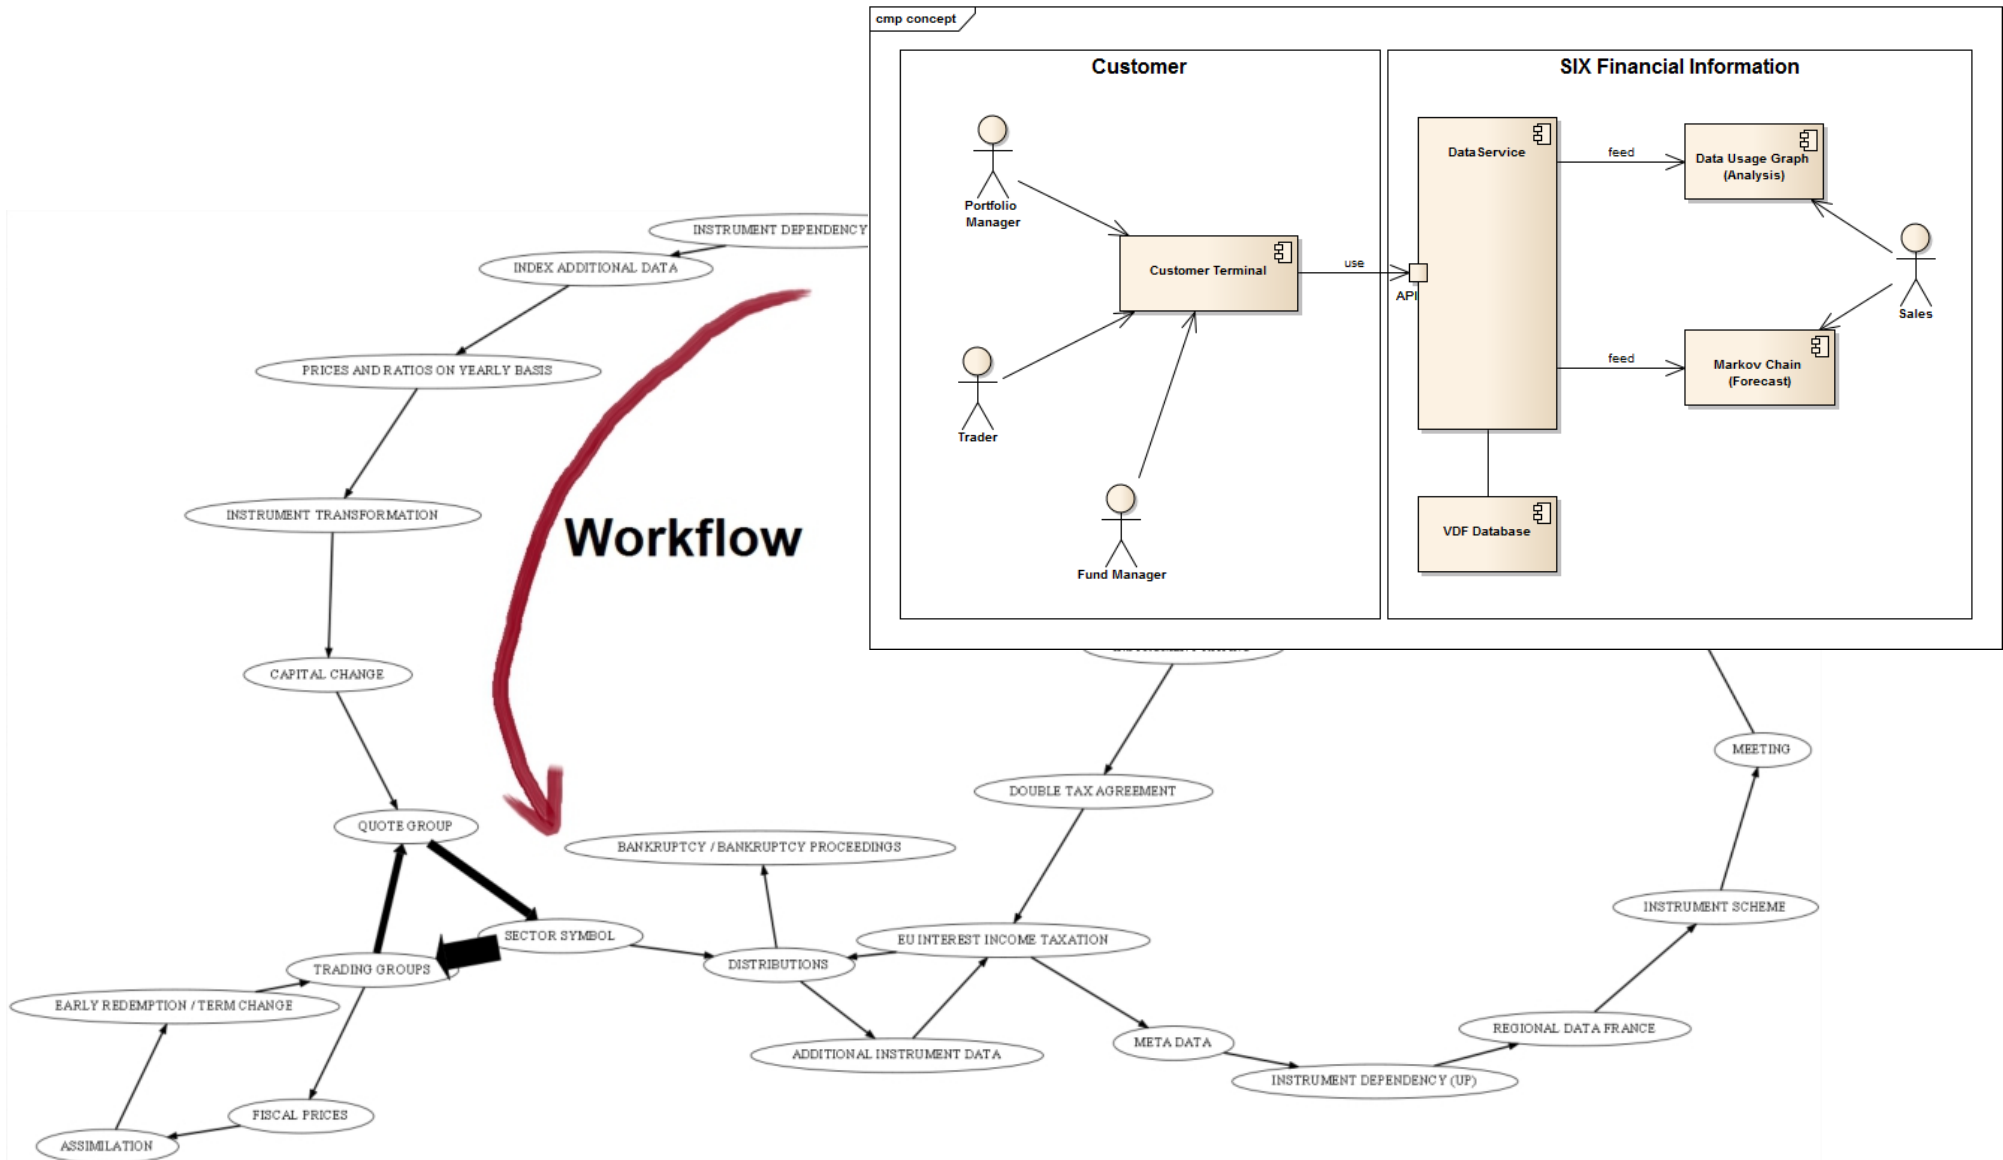 cmp concept
Customer
SIX Financial Information
Portfolio
Manager
Customer Terminal
Trader
Fund Manager
use
API
DataService
feed
Data Usage Graph
(Analysis)
Sales
feed
Markov Chain
(Forecast)
VDF Database
INSTRUMENT DEPENDENCY
INDEX ADDITIONAL DATA
PRICES AND RATIOS ON YEARLY BASIS
INSTRUMENT TRANSFORMATION
Workflow
CAPITAL CHANGE
MEETING
DOUBLE TAX AGREEMENT
QUOTE GROUP
BANKRUPTCY / BANKRUPTCY PROCEEDINGS
INSTRUMENT SCHEME
SECTOR SYMBOL
EU INTEREST INCOME TAXATION
DISTRIBUTIONS
TRADING GROUPS
EARLY REDEMPTION / TERM CHANGE
REGIONAL DATA FRANCE
META DATA
ADDITIONAL INSTRUMENT DATA
INSTRUMENT DEPENDENCY (UP)
FISCAL PRICES
ASSIMILATION